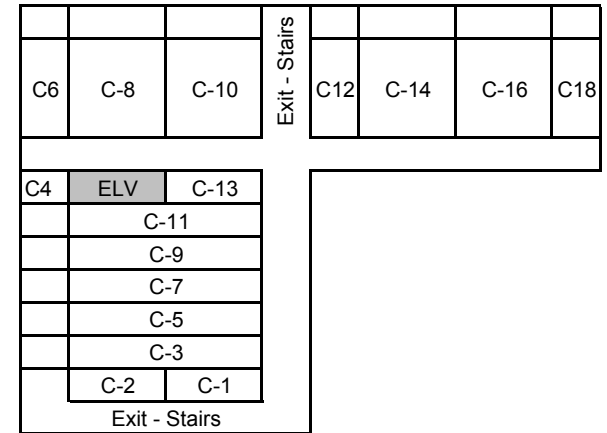 Exit - Stairs
C6 C-8 C-10 C12 C-14 C-16 C18
C4 ELV C-13
C-11
C-9
C-7
C-5
C-3
C-2 C-1
Exit - Stairs